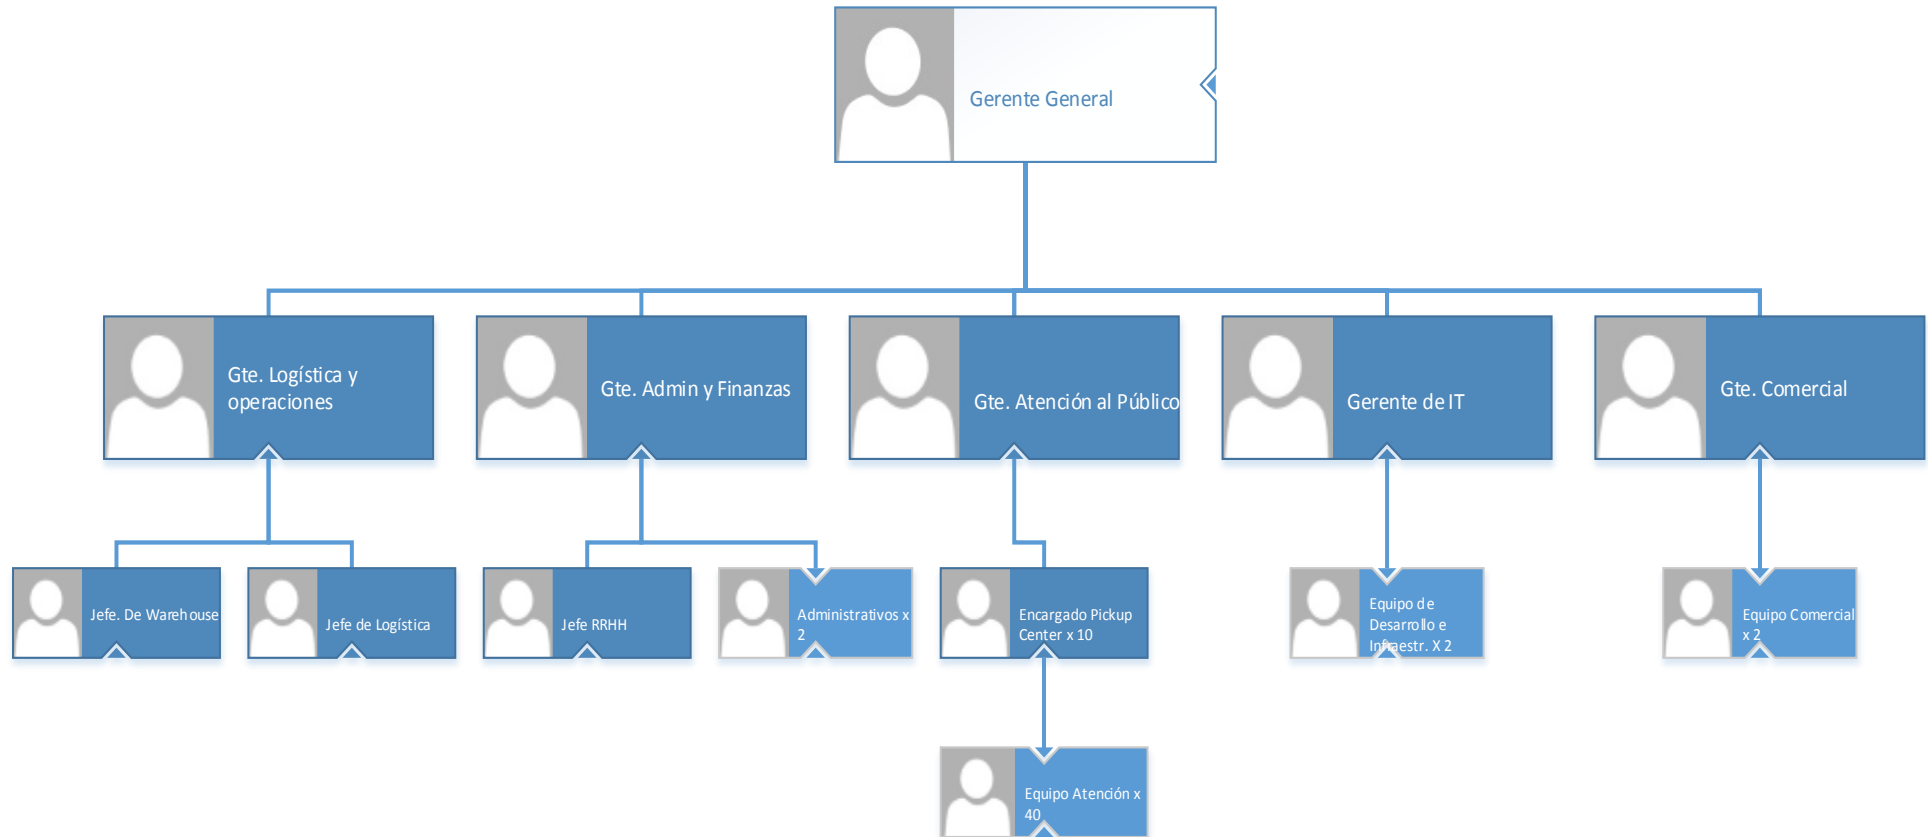 Gerente General
Gte. Logística y
operaciones
Gte. Admin y Finanzas
Gte. Atención al Público
Gerente de IT
Gte. Comercial
Jefe. De Warehouse
Jefe de Logística
Jefe RRHH
Administrativos x
2
Encargado Pickup
Center x 10
Equipo de
Desarrollo e
Infraestr. X 2
Equipo Comercial
x 2
Equipo Atención x
40